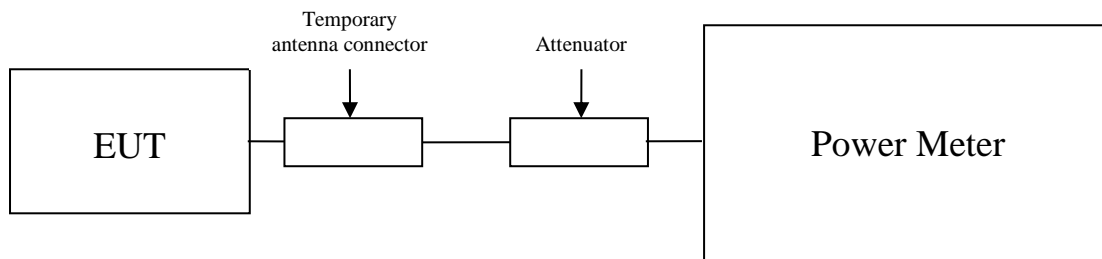 Temporary
antenna connector
Attenuator
EUT
Power Meter